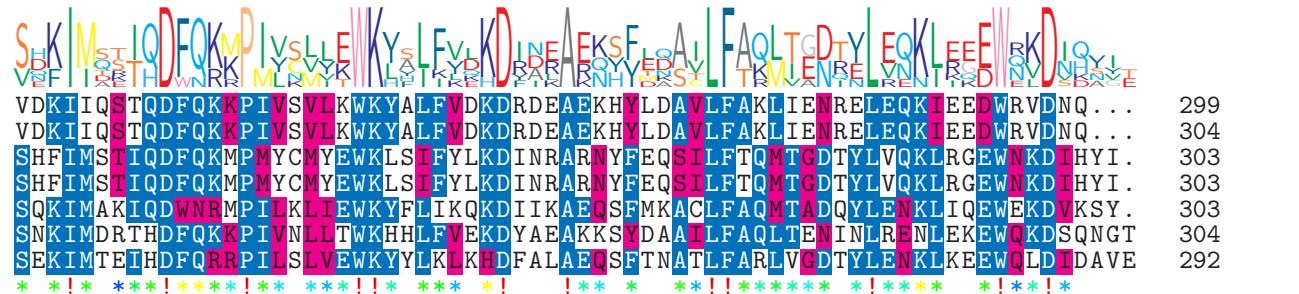 VDKIIQSTQDFQKKPIVSVLKWKYALFVDKDRDEAEKHYLDAVLFAKLIENRELEQKIEEDWRVDNQ... 299
VDKIIQSTQDFQKKPIVSVLKWKYALFVDKDRDEAEKHYLDAVLFAKLIENRELEQKIEEDWRVDNQ... 304
SHFIMSTIQDFQKMPMYCMYEWKLSIFYLKDINRARNYFEQSILFTQMTGDTYLVQKLRGEWNKDIHYI. 303
SHFIMSTIQDFQKMPMYCMYEWKLSIFYLKDINRARNYFEQSILFTQMTGDTYLVQKLRGEWNKDIHYI. 303
SQKIMAKIQDWNRMPILKLIEWKYFLIKQKDIIKAEQSFMKACLFAQMTADQYLENKLIQEWEKDVKSY. 303
SNKIMDRTHDFQKKPIVNLLTWKHHLFVEKDYAEAKKSYDAAILFAQLTENINLRENLEKEWQKDSQNGT 304
SEKIMTEIHDFQRRPILSLVEWKYYLKLKHDFALAEQSFTNATLFARLVGDTYLENKLKEEWQLDIDAVE 292